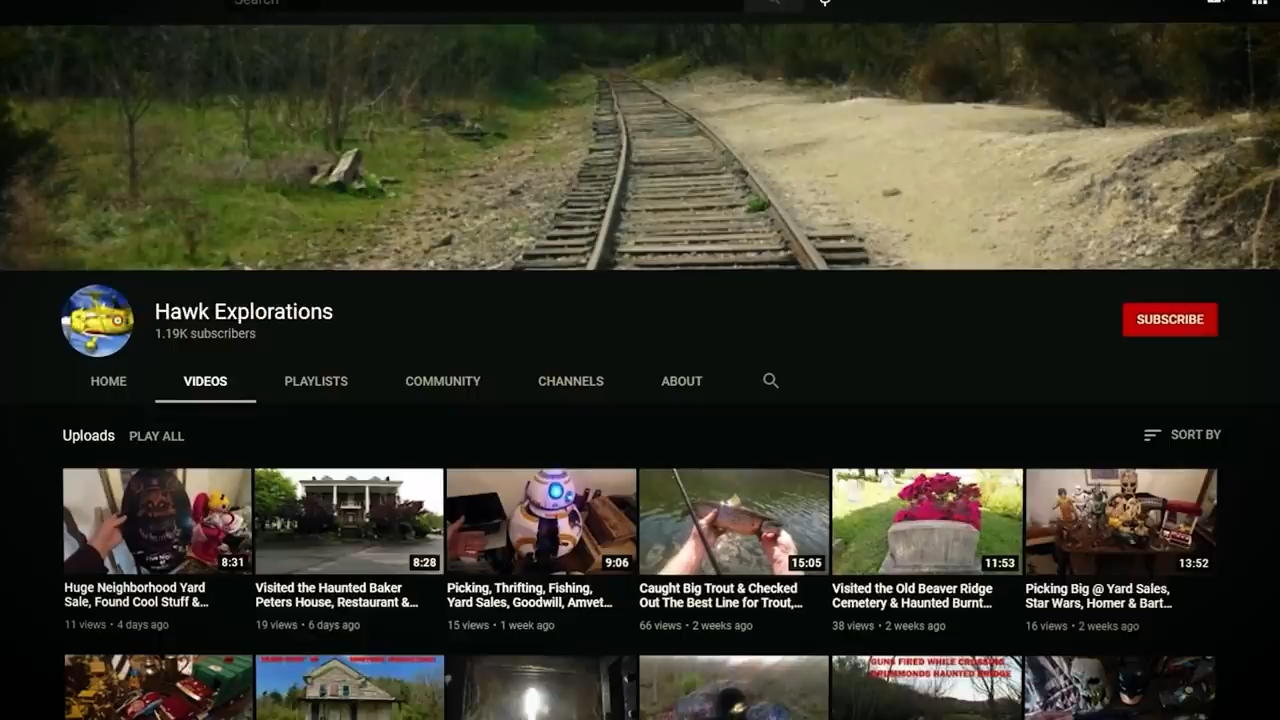 Search
Hawk Explorations
1.19K subscribers
SUBSCRIBE
HOME
VIDEOS
PLAYLISTS
COMMUNITY
CHANNELS
ABOUT
Uploads
PLAY ALL
SORT BY
8:31
8:28
9:06
15:05
11:53
13:52
Huge Neighborhood Yard
Sale, Found Cool Stuff &...
11 views • 4 days ago
Visited the Haunted Baker
Peters House, Restaurant &...
19 views • 6 days ago
Picking, Thrifting, Fishing,
Yard Sales, Goodwill, Amvet...
15 views • 1 week ago
Caught Big Trout & Checked
Out The Best Line for Trout,...
66 views • 2 weeks ago
Visited the Old Beaver Ridge
Cemetery & Haunted Burnt...
38 views • 2 weeks ago
Picking Big @ Yard Sales,
Star Wars, Homer & Bart...
16 views • 2 weeks ago
GUNS FIRED WHILE CROSSING
DRUMMONDS HAUNTED BRIDGE